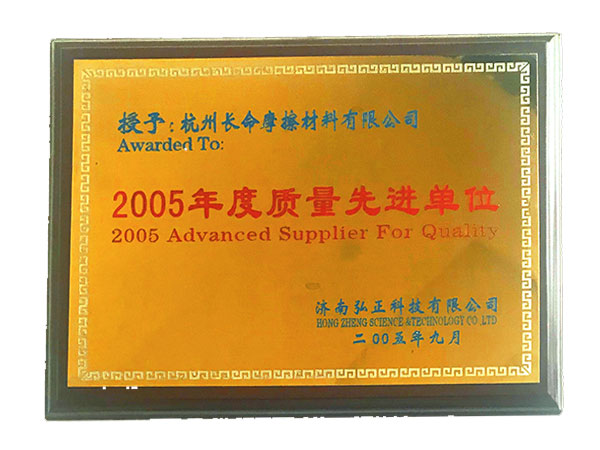 授予：杭州长命摩擦材料有限公司
Awarded To:
2005年度质量先进单位
2005 Advanced Supplier For Quality
济南弘正科技有限公司
HONG ZHENG SCIENCE &TECHNOLOGY CO.,LTD
二00五年九月